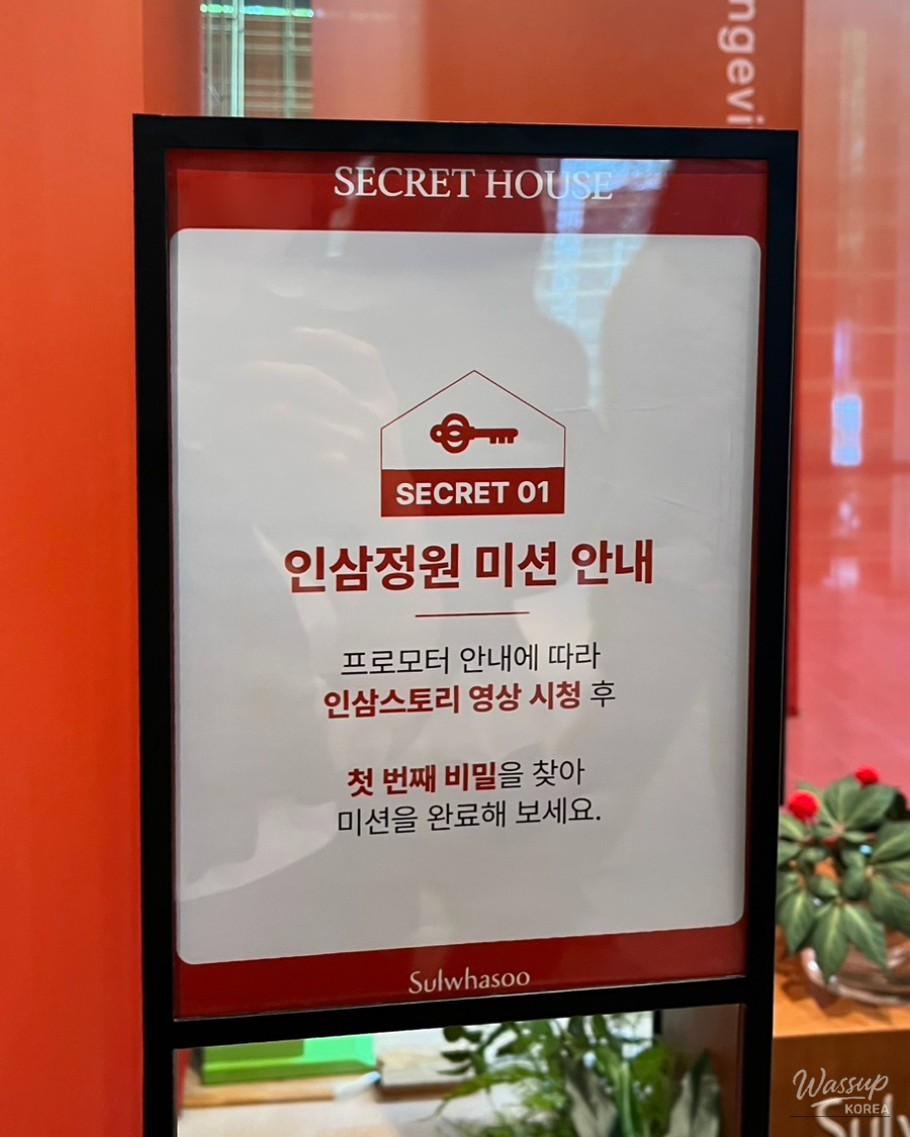 SECRET HOUSE
SECRET 01
인삼정원 미션 안내
프로모터 안내에 따라
인삼스토리 영상 시청 후
첫 번째 비밀을 찾아
미션을 완료해 보세요.
Sulwhasoo
Wassup
KOREA